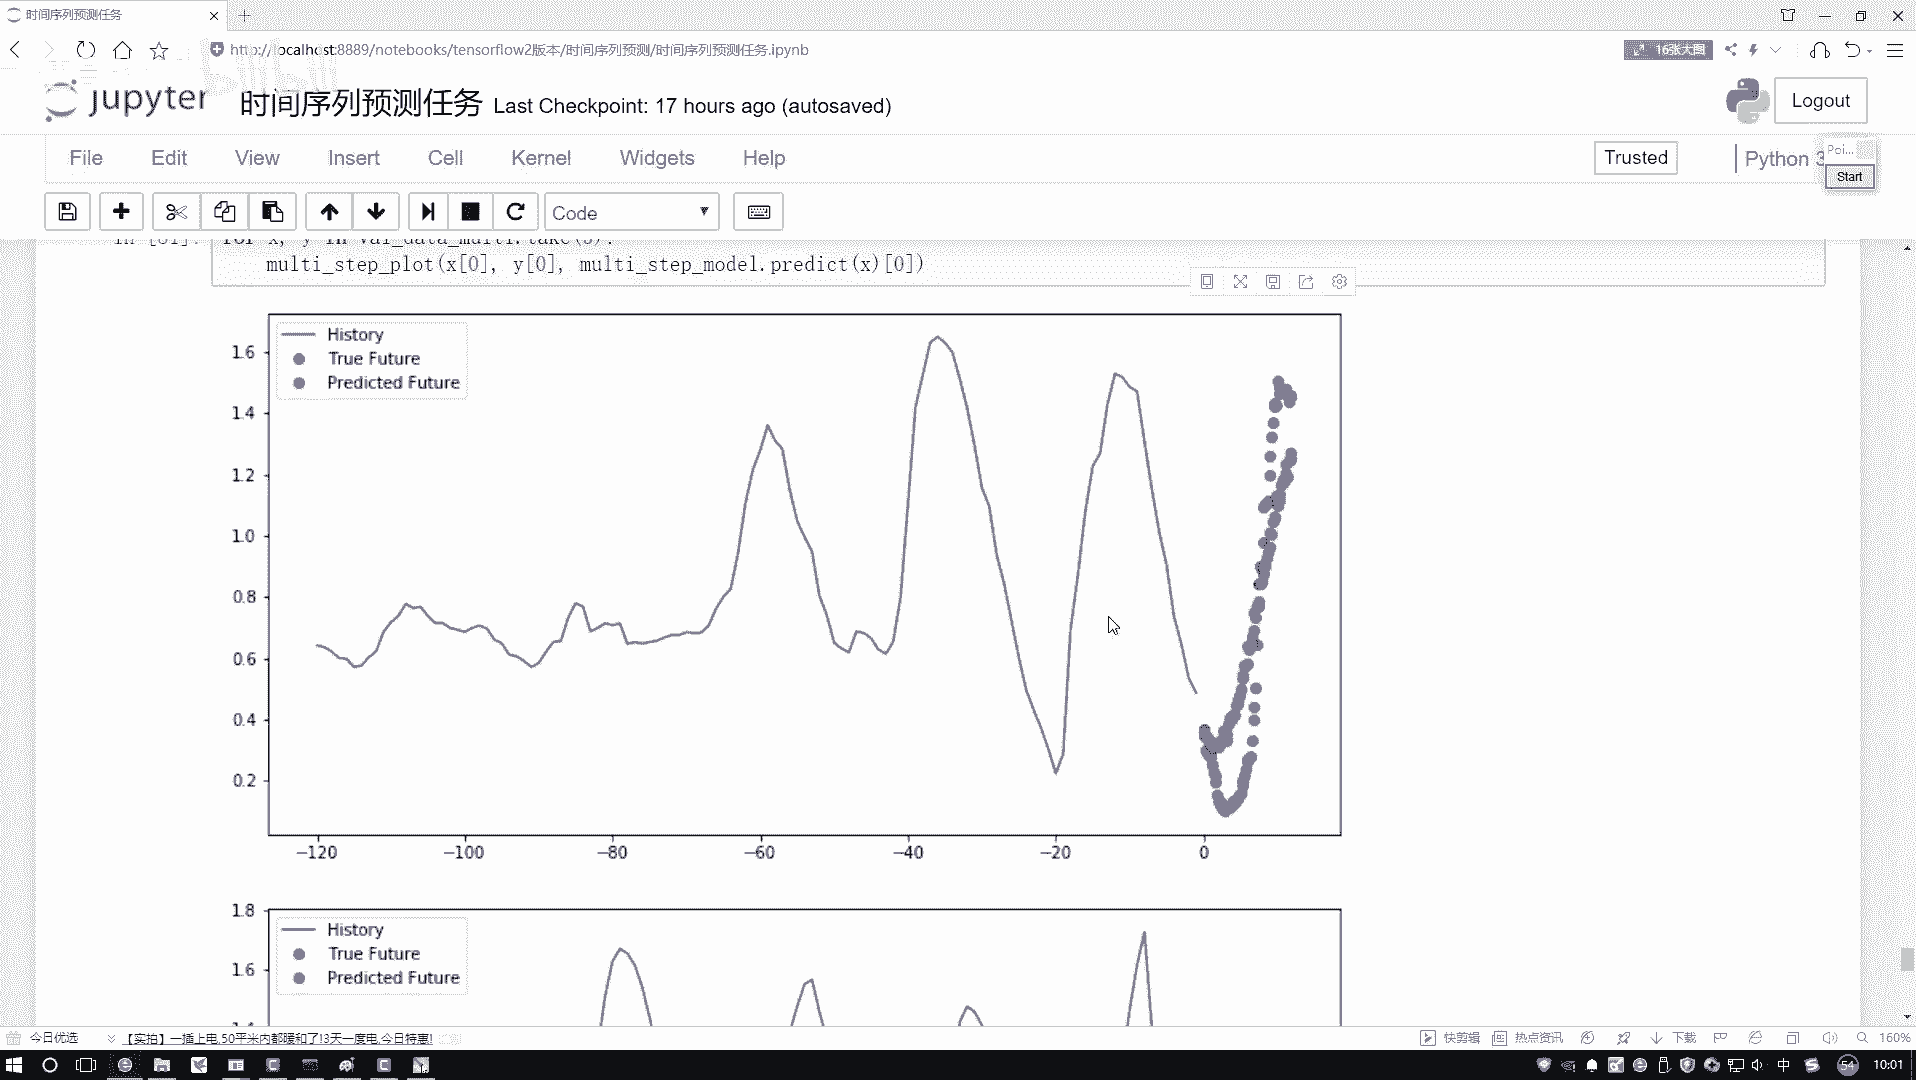 时间序列预测任务
http://localhost:8889/notebooks/tensorflow2版本/时间序列预测/时间序列预测任务.ipynb
16张大图
jupyter 时间序列预测任务 Last Checkpoint: 17 hours ago (autosaved)
Logout
File Edit View Insert Cell Kernel Widgets Help
Trusted
Python 3
Poi...
Start
Code
for x, y in val_data_multi.take(3):
multi_step_plot(x[0], y[0], multi_step_model.predict(x)[0])
History
True Future
Predicted Future
1.6
1.4
1.2
1.0
0.8
0.6
0.4
0.2
−120 −100 −80 −60 −40 −20 0
1.8
1.6
History
True Future
Predicted Future
今日优选
【实拍】一插上电,50平米内都暖和了!3天一度电,今日特惠!
快剪辑 热点资讯 下载 160%
中 54 10:01